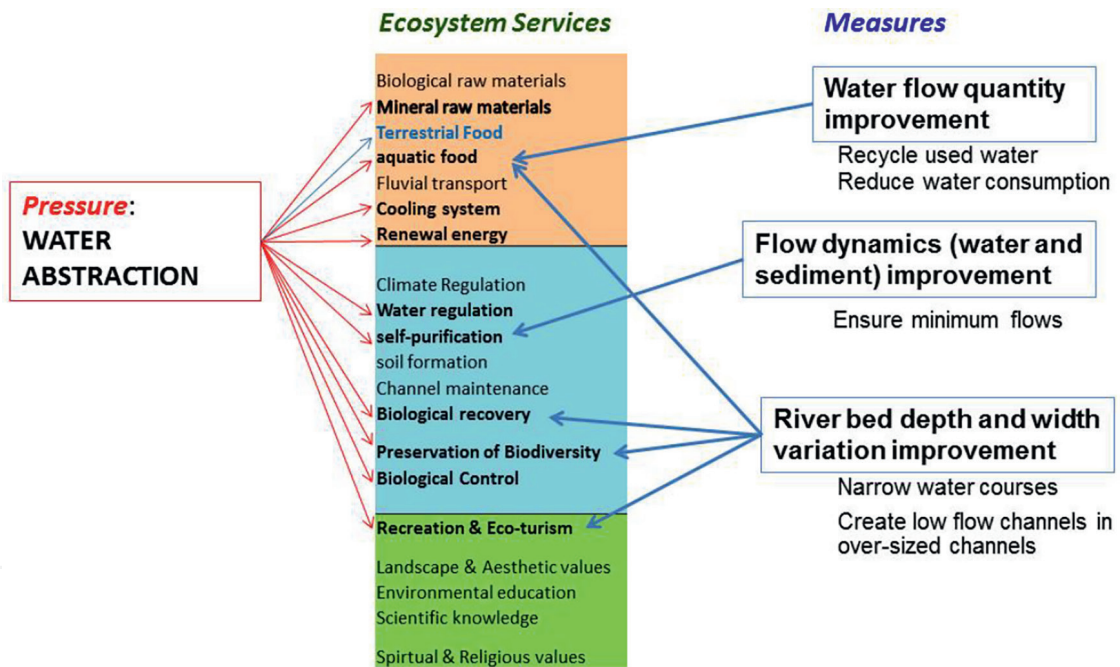 Ecosystem Services
Measures
Pressure:
WATER
ABSTRACTION
Biological raw materials
Mineral raw materials
Terrestrial Food
aquatic food
Fluvial transport
Cooling system
Renewal energy
Climate Regulation
Water regulation
self-purification
soil formation
Channel maintenance
Biological recovery
Preservation of Biodiversity
Biological Control
Recreation & Eco-turism
Landscape & Aesthetic values
Environmental education
Scientific knowledge
Spirtual & Religious values
Water flow quantity
improvement
Recycle used water
Reduce water consumption
Flow dynamics (water and
sediment) improvement
Ensure minimum flows
River bed depth and width
variation improvement
Narrow water courses
Create low flow channels in
over-sized channels